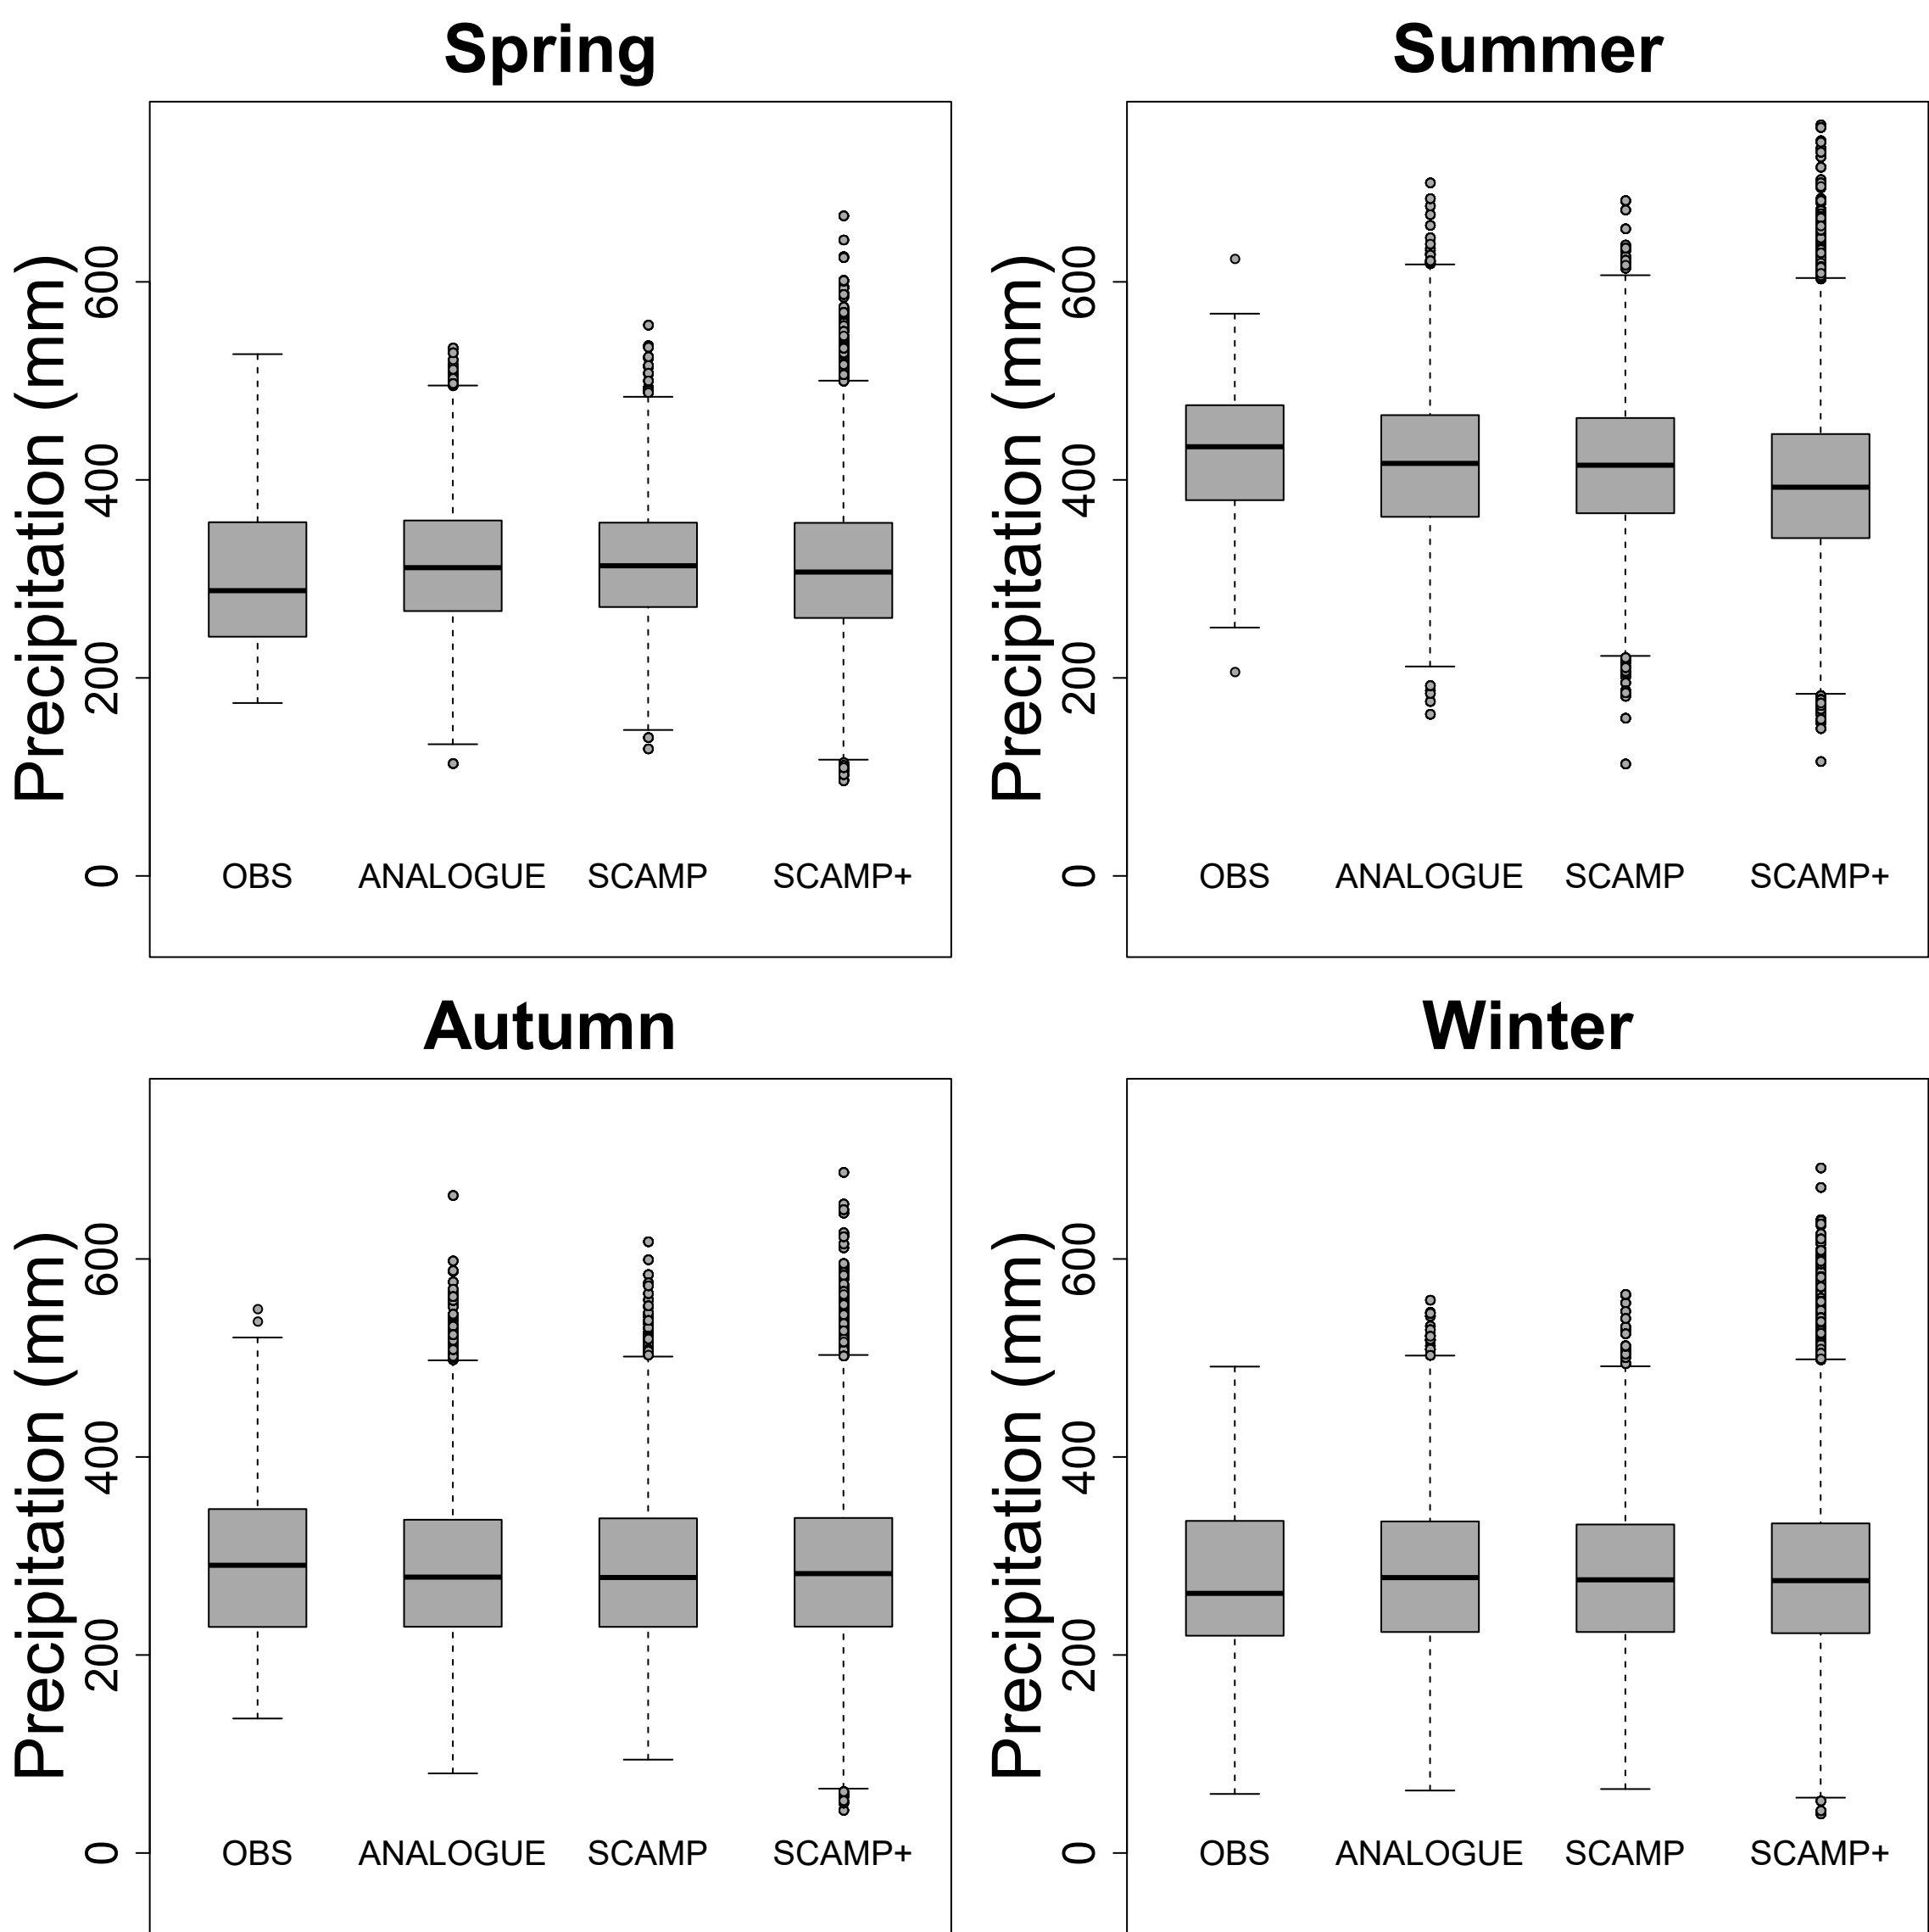 Spring
Precipitation (mm)
600
400
200
0
OBS ANALOGUE SCAMP SCAMP+
Summer
Precipitation (mm)
600
400
200
0
OBS ANALOGUE SCAMP SCAMP+
Autumn
Precipitation (mm)
600
400
200
0
OBS ANALOGUE SCAMP SCAMP+
Winter
Precipitation (mm)
600
400
200
0
OBS ANALOGUE SCAMP SCAMP+